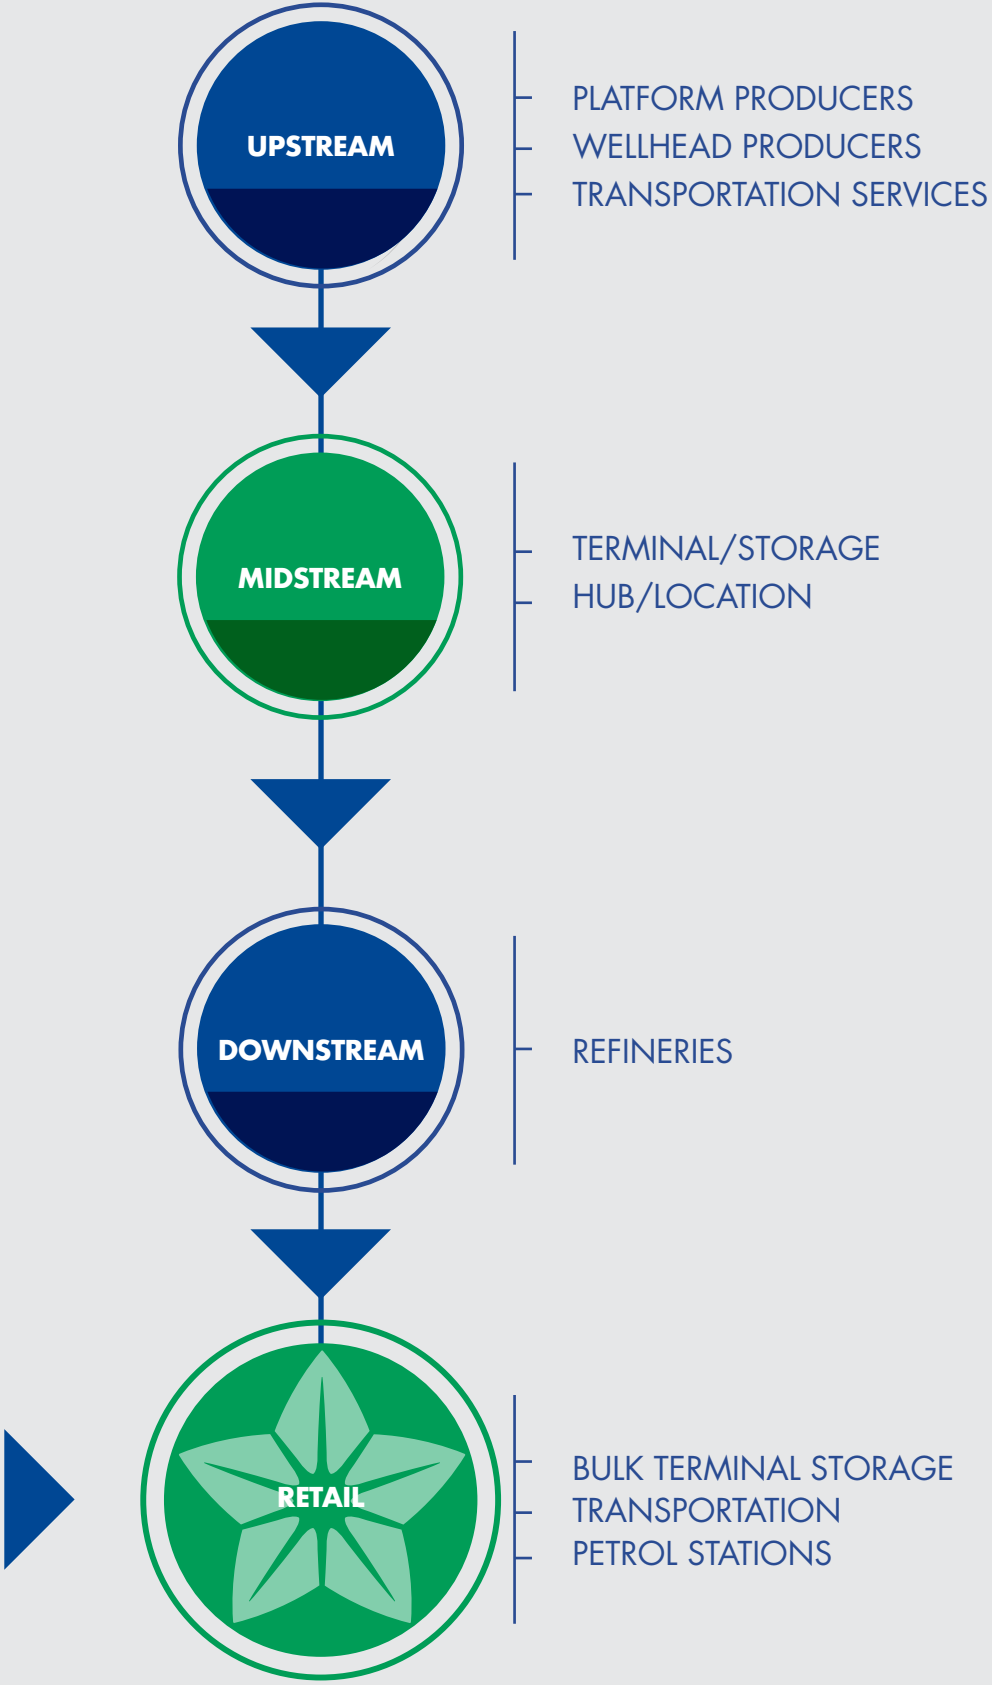 UPSTREAM
PLATFORM PRODUCERS
WELLHEAD PRODUCERS
TRANSPORTATION SERVICES
MIDSTREAM
TERMINAL/STORAGE
HUB/LOCATION
DOWNSTREAM
REFINERIES
RETAIL
BULK TERMINAL STORAGE
TRANSPORTATION
PETROL STATIONS